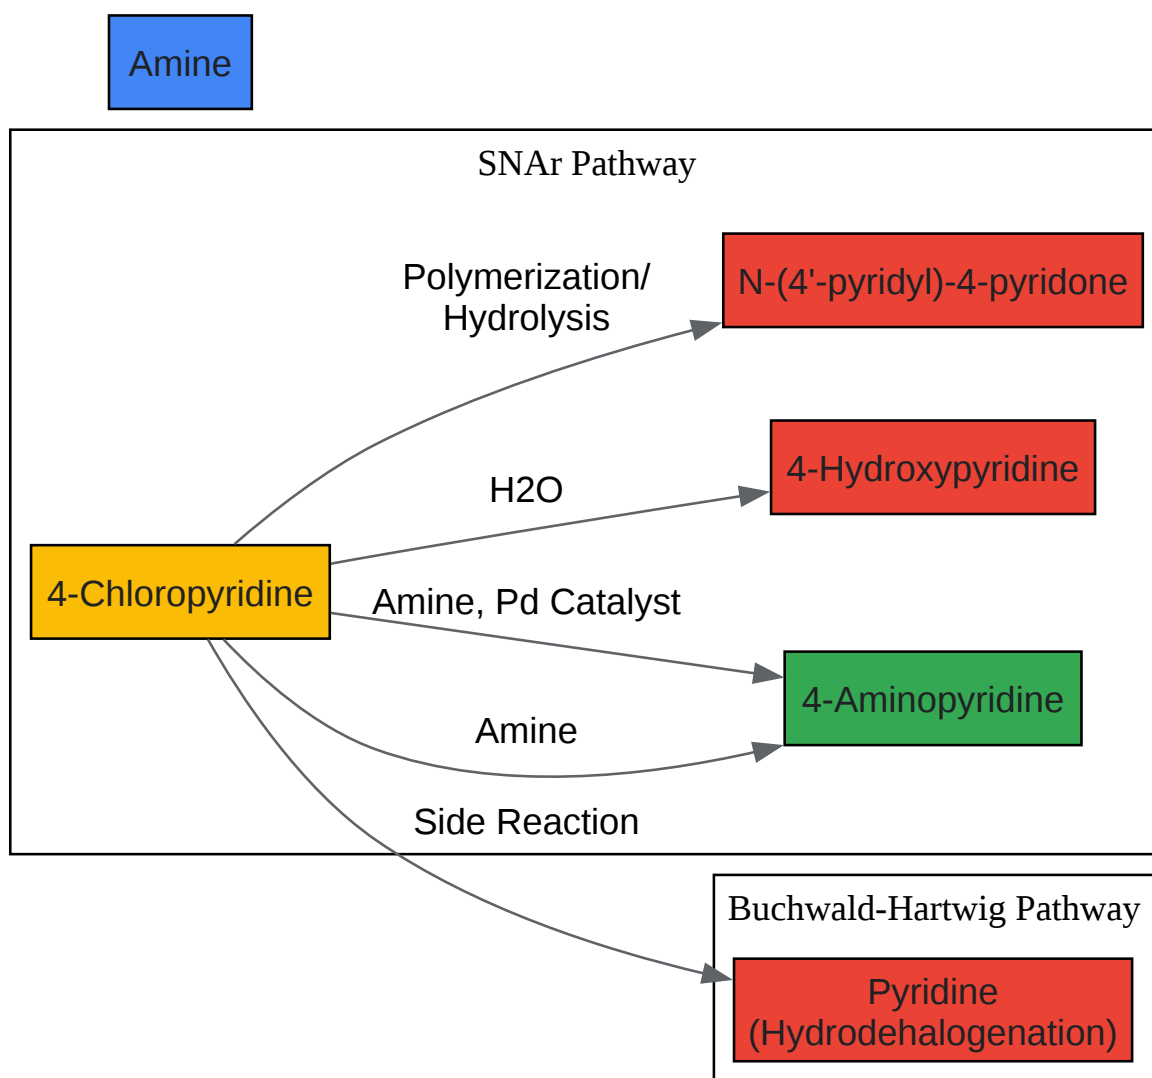 Amine
SNAr Pathway
Polymerization/
Hydrolysis
N-(4'-pyridyl)-4-pyridone
H2O
4-Hydroxypyridine
4-Chloropyridine
Amine, Pd Catalyst
4-Aminopyridine
Amine
Side Reaction
Buchwald-Hartwig Pathway
Pyridine
(Hydrodehalogenation)